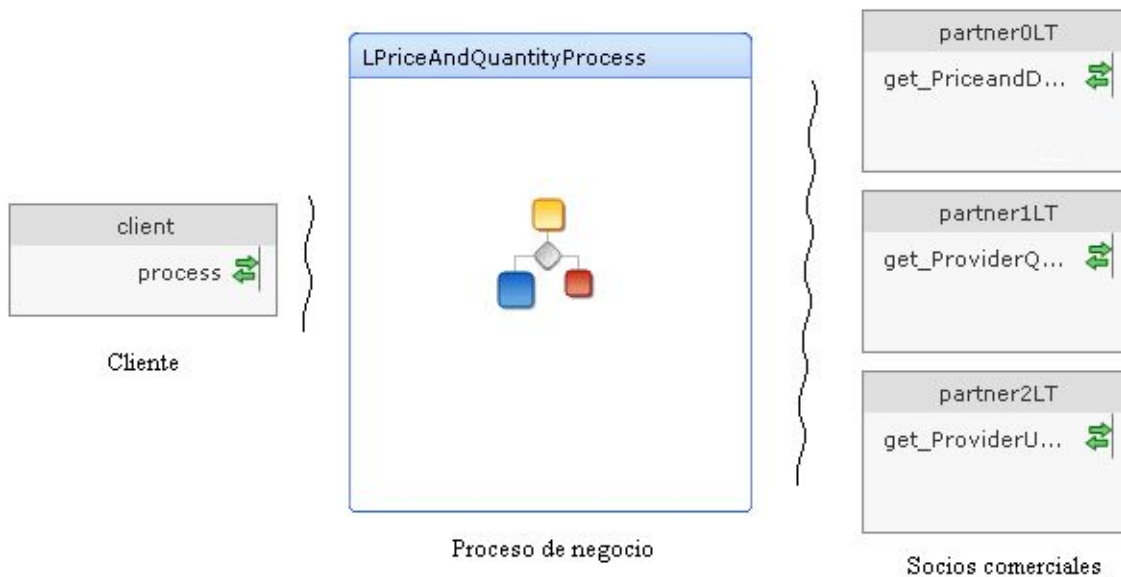 client
process
Cliente
LPriceAndQuantityProcess
Proceso de negocio
partner0LT
get_PriceandD...
partner1LT
get_ProviderQ...
partner2LT
get_ProviderU...
Socios comerciales